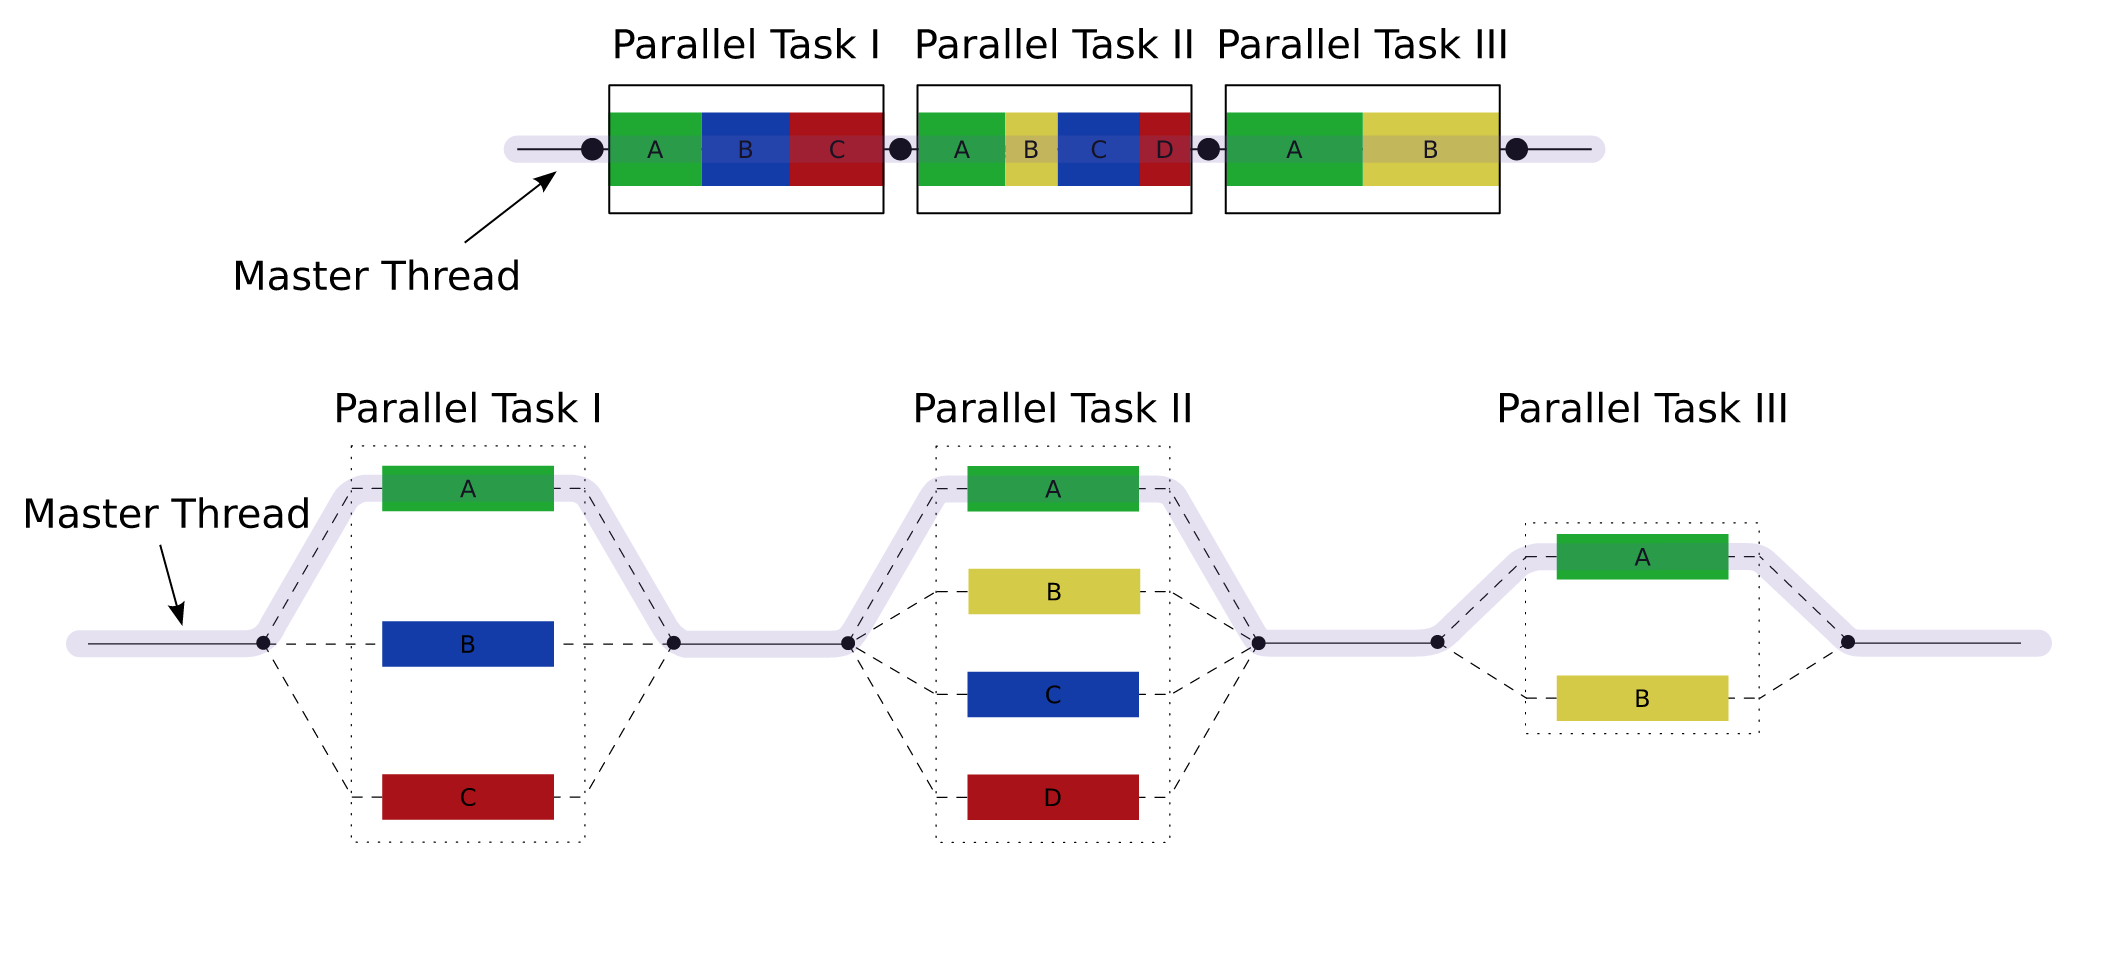 Parallel Task I
Parallel Task II
Parallel Task III
A
B
C
A
B
C
D
A
B
Master Thread
Parallel Task I
Parallel Task II
Parallel Task III
Master Thread
A
B
C
A
B
C
D
A
B